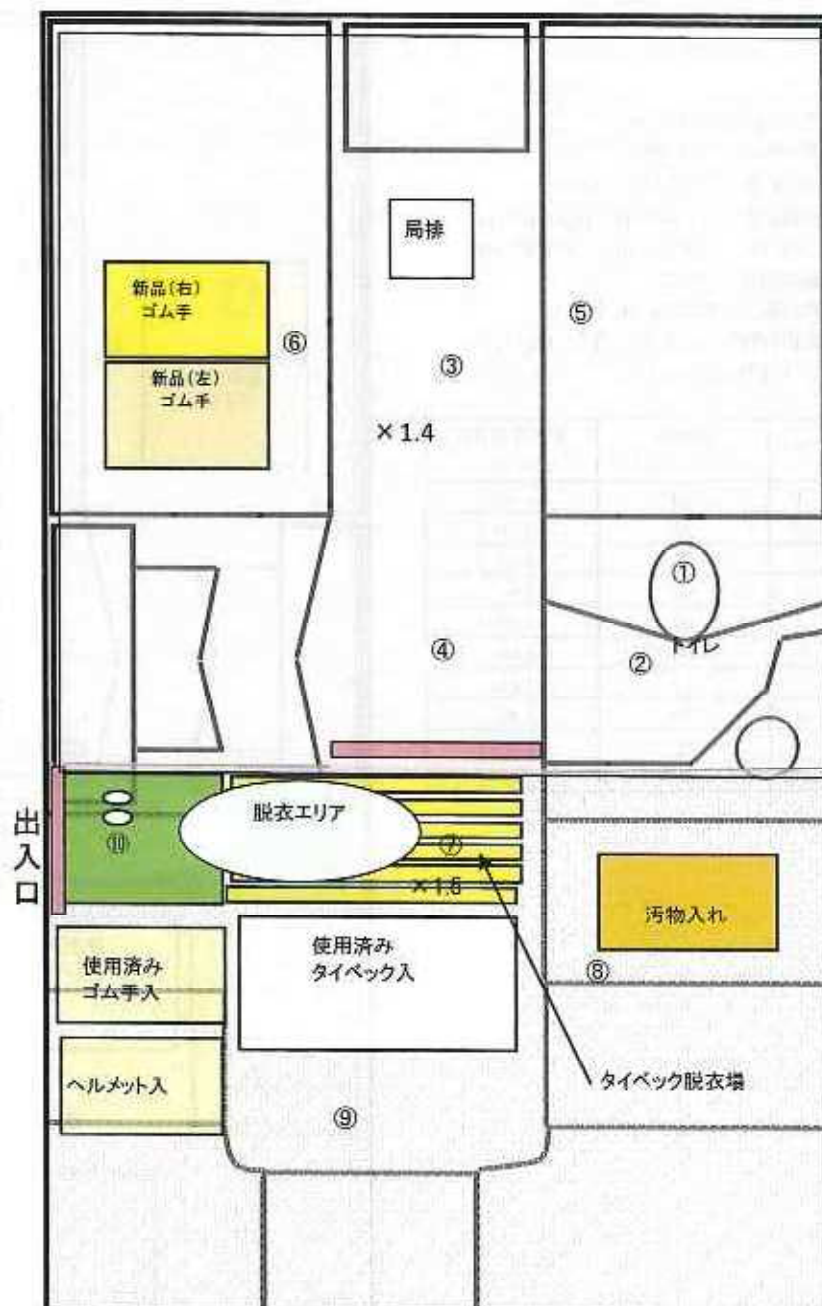 局排
新品(右)
ゴム手
⑥
新品(左)
ゴム手
③
⑤
×1.4
①
トイレ
④
②
出入口
脱衣エリア
⑩
⑦
×1.5
汚物入れ
使用済み
ゴム手入
使用済み
タイベック入
⑧
ヘルメット入
タイベック脱衣場
⑨